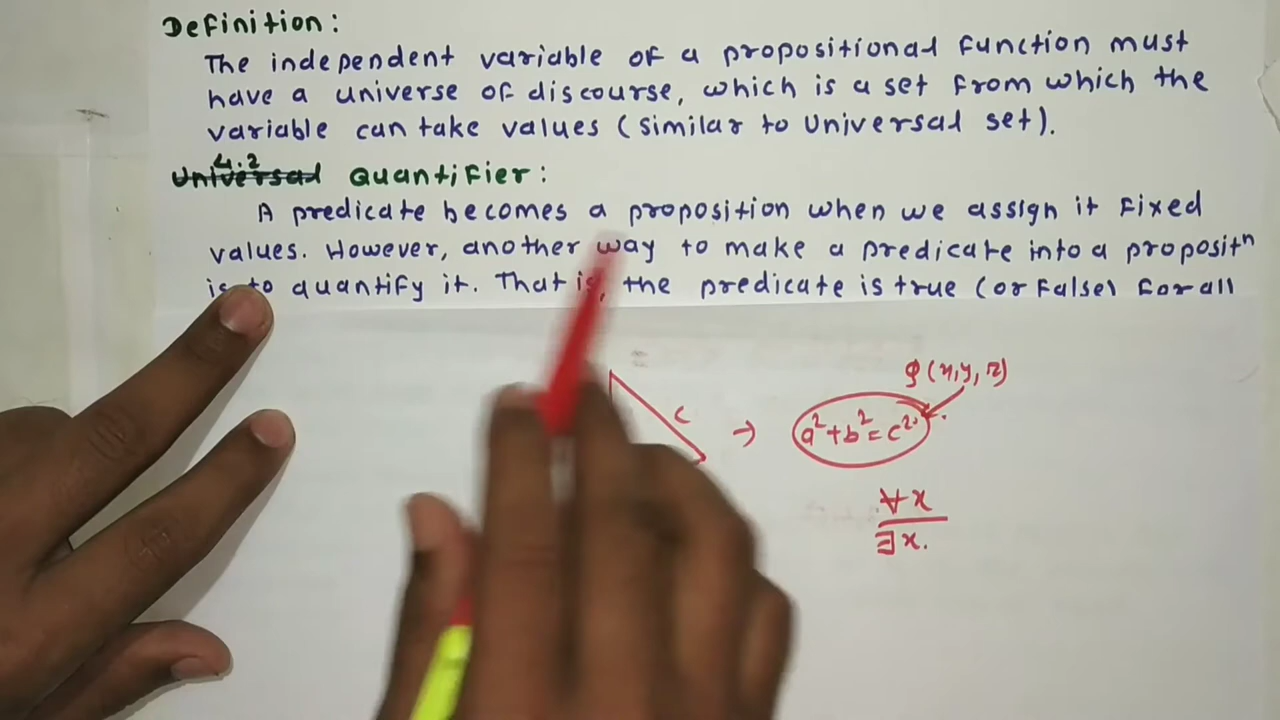 Definition:
The independent variable of a propositional function must
have a universe of discourse, which is a set from which the
variable can take values (similar to universal set).
4.2
Universal Quantifier:
A predicate becomes a proposition when we assign it fixed
values. However, another way to make a predicate into a propositⁿ
is to quantify it. That is, the predicate is true (or false) for all
c → a²+b²=c².
(x,y,z)
∀x
∃x.